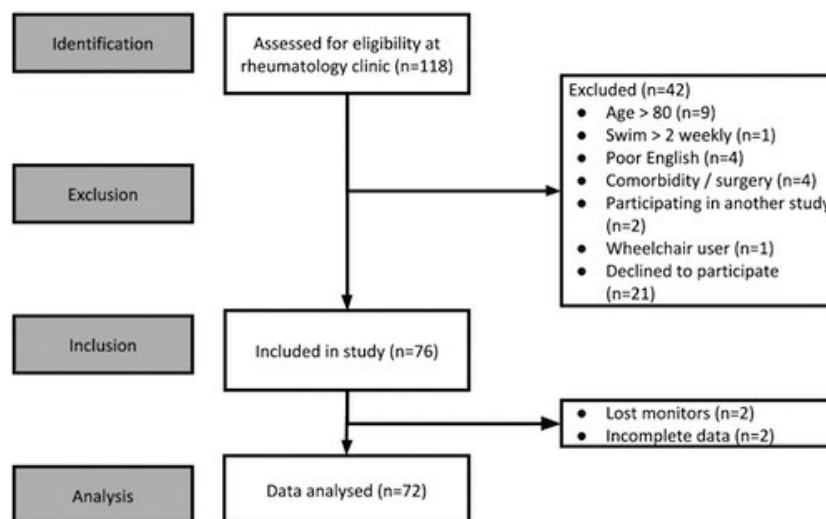 Identification
Assessed for eligibility at
rheumatology clinic (n=118)
Excluded (n=42)
● Age > 80 (n=9)
● Swim > 2 weekly (n=1)
● Poor English (n=4)
● Comorbidity / surgery (n=4)
● Participating in another study
(n=2)
● Wheelchair user (n=1)
● Declined to participate
(n=21)
Exclusion
Inclusion
Included in study (n=76)
● Lost monitors (n=2)
● Incomplete data (n=2)
Analysis
Data analysed (n=72)